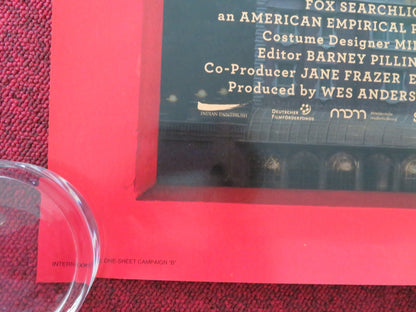 FOX SEARCHLIG
an AMERICAN EMPIRICAL P
Costume Designer MIL
Editor BARNEY PILLIN
Co-Producer JANE FRAZER
Produced by WES ANDERS
INDIAN PAINTBRUSH
DEUTSCHER
FILMFÖRDERFONDS
mdm
ONE-SHEET CAMPAIGN "B"